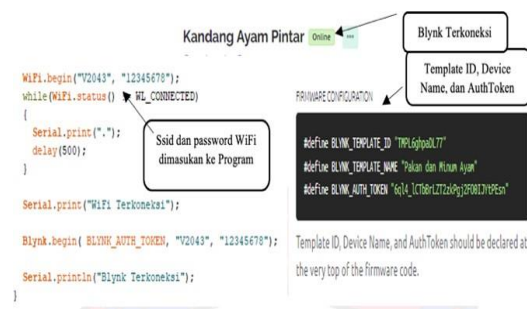 Kandang Ayam Pintar Online ...
Blynk Terkoneksi
Template ID, Device
Name, dan AuthToken
WiFi.begin("V2043", "12345678");
while(WiFi.status() WL_CONNECTED)
{
Serial.print(".");
delay(500);
}
Ssid dan password WiFi
dimasukan ke Program
Serial.print("WiFi Terkoneksi");
Blynk.begin( BLYNK_AUTH_TOKEN, "V2043", "12345678");
Serial.println("Blynk Terkoneksi");
}
FIRMWARE CONFIGURATION
#define BLYNK_TEMPLATE_ID "TMPL6ghpaDL77"
#define BLYNK_TEMPLATE_NAME "Pakan dan Minum Ayam"
#define BLYNK_AUTH_TOKEN
Template ID, Device Name, and AuthToken should be declared at
the very top of the firmware code.